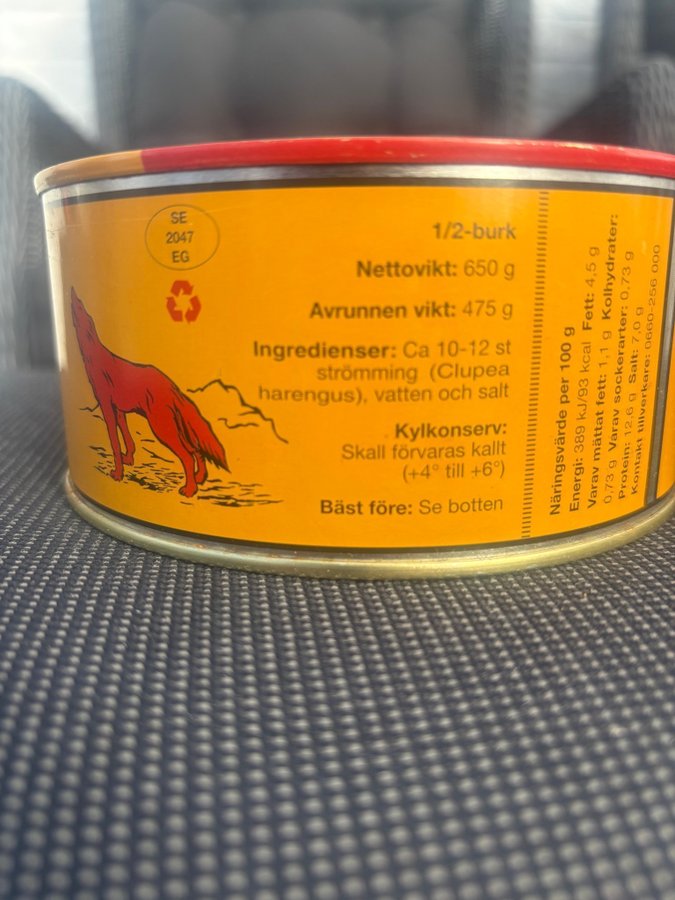 SE
2047
EG
1/2-burk
Nettovikt: 650 g
Avrunnen vikt: 475 g
Ingredienser: Ca 10-12 st
strömming (Clupea
harengus), vatten och salt
Kylkonserv:
Skall förvaras kallt
(+4° till +6°)
Bäst före: Se botten
Näringsvärde per 100 g
Energi: 389 kJ/93 kcal Fett: 4,5 g
Varav mättat fett: 1,1 g Kolhydrater:
0,73 g Varav sockerarter: 0,73 g
Protein: 12,6 g Salt: 7,0 g
Kontakt tillverkare: 0660-256 000